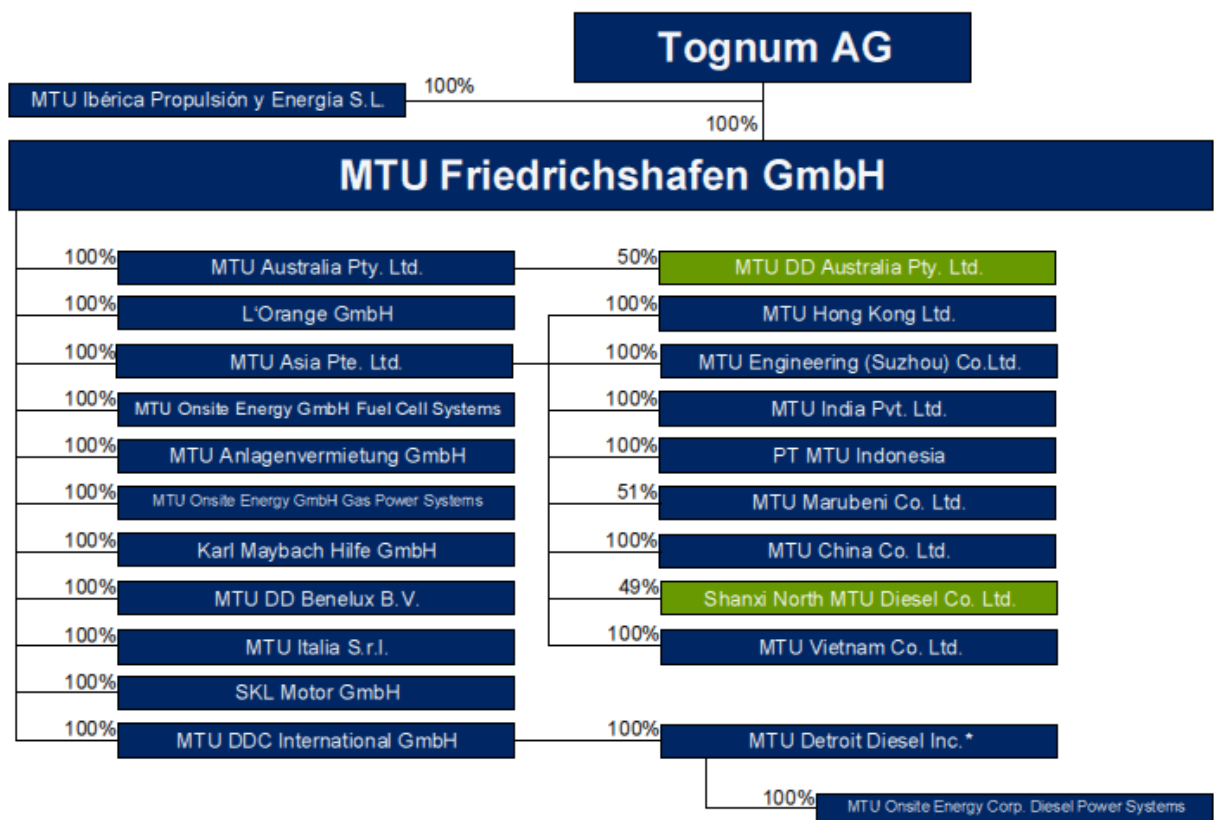 Tognum AG
100%
MTU Ibérica Propulsión y Energía S.L.
100%
MTU Friedrichshafen GmbH
100% MTU Australia Pty. Ltd. 50% MTU DD Australia Pty. Ltd.
100% L'Orange GmbH 100% MTU Hong Kong Ltd.
100% MTU Asia Pte. Ltd. 100% MTU Engineering (Suzhou) Co.Ltd.
100% MTU Onsite Energy GmbH Fuel Cell Systems 100% MTU India Pvt. Ltd.
100% MTU Anlagenvermietung GmbH 100% PT MTU Indonesia
100% MTU Onsite Energy GmbH Gas Power Systems 51% MTU Marubeni Co. Ltd.
100% Karl Maybach Hilfe GmbH 100% MTU China Co. Ltd.
100% MTU DD Benelux B.V. 49% Shanxi North MTU Diesel Co. Ltd.
100% MTU Italia S.r.l. 100% MTU Vietnam Co. Ltd.
100% SKL Motor GmbH
100% MTU DDC International GmbH 100% MTU Detroit Diesel Inc.*
100% MTU Onsite Energy Corp. Diesel Power Systems